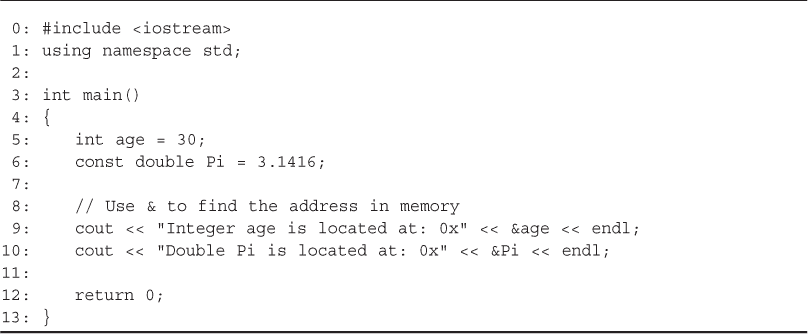 0: #include <iostream>
1: using namespace std;
2:
3: int main()
4: {
5:    int age = 30;
6:    const double Pi = 3.1416;
7:
8:    // Use & to find the address in memory
9:    cout << "Integer age is located at: 0x" << &age << endl;
10:    cout << "Double Pi is located at: 0x" << &Pi << endl;
11:
12:    return 0;
13: }